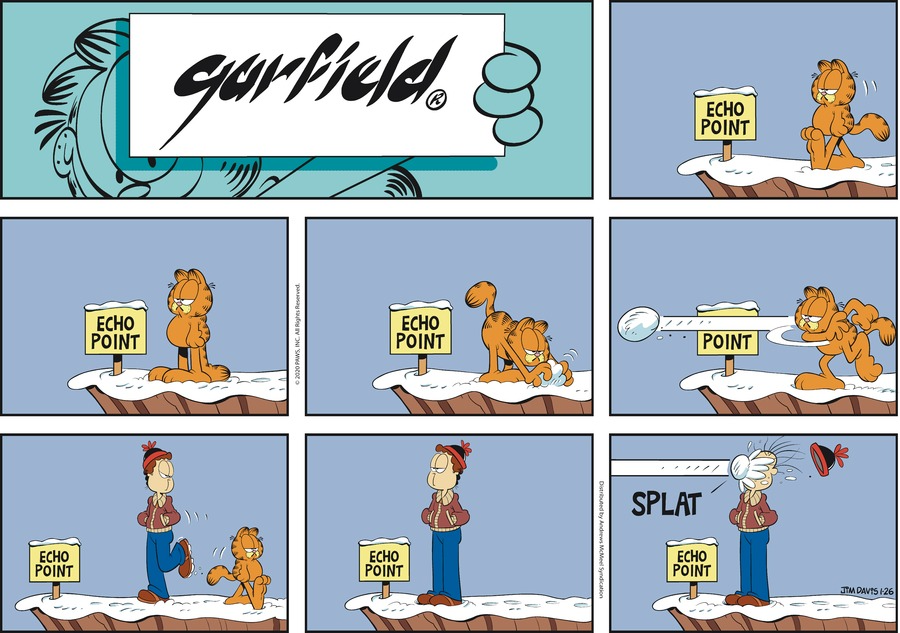 garfield®
ECHO
POINT
ECHO
POINT
© 2020 PAWS, INC. All Rights Reserved.
ECHO
POINT
POINT
ECHO
POINT
ECHO
POINT
Distributed by Andrews McMeel Syndication
SPLAT
ECHO
POINT
JIM DAVIS 1·26